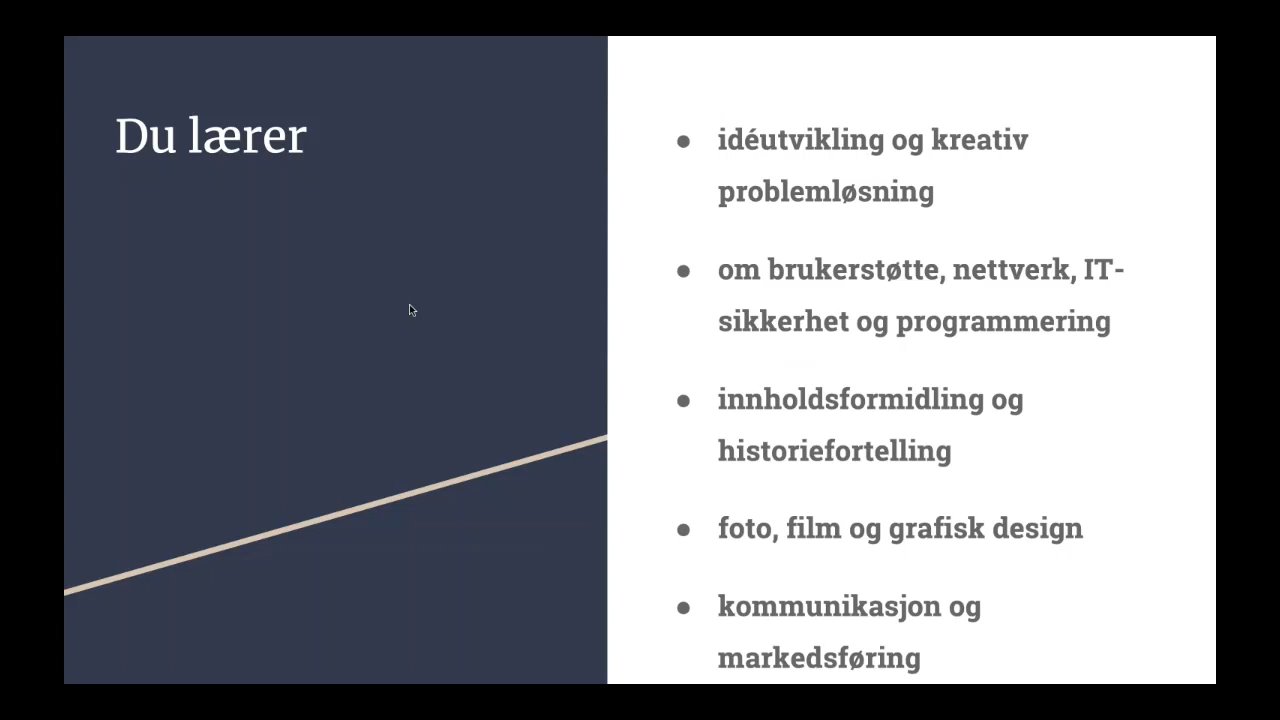 Du lærer
● idéutvikling og kreativ
problemløsning
● om brukerstøtte, nettverk, IT-
sikkerhet og programmering
● innholdsformidling og
historiefortelling
● foto, film og grafisk design
● kommunikasjon og
markedsføring